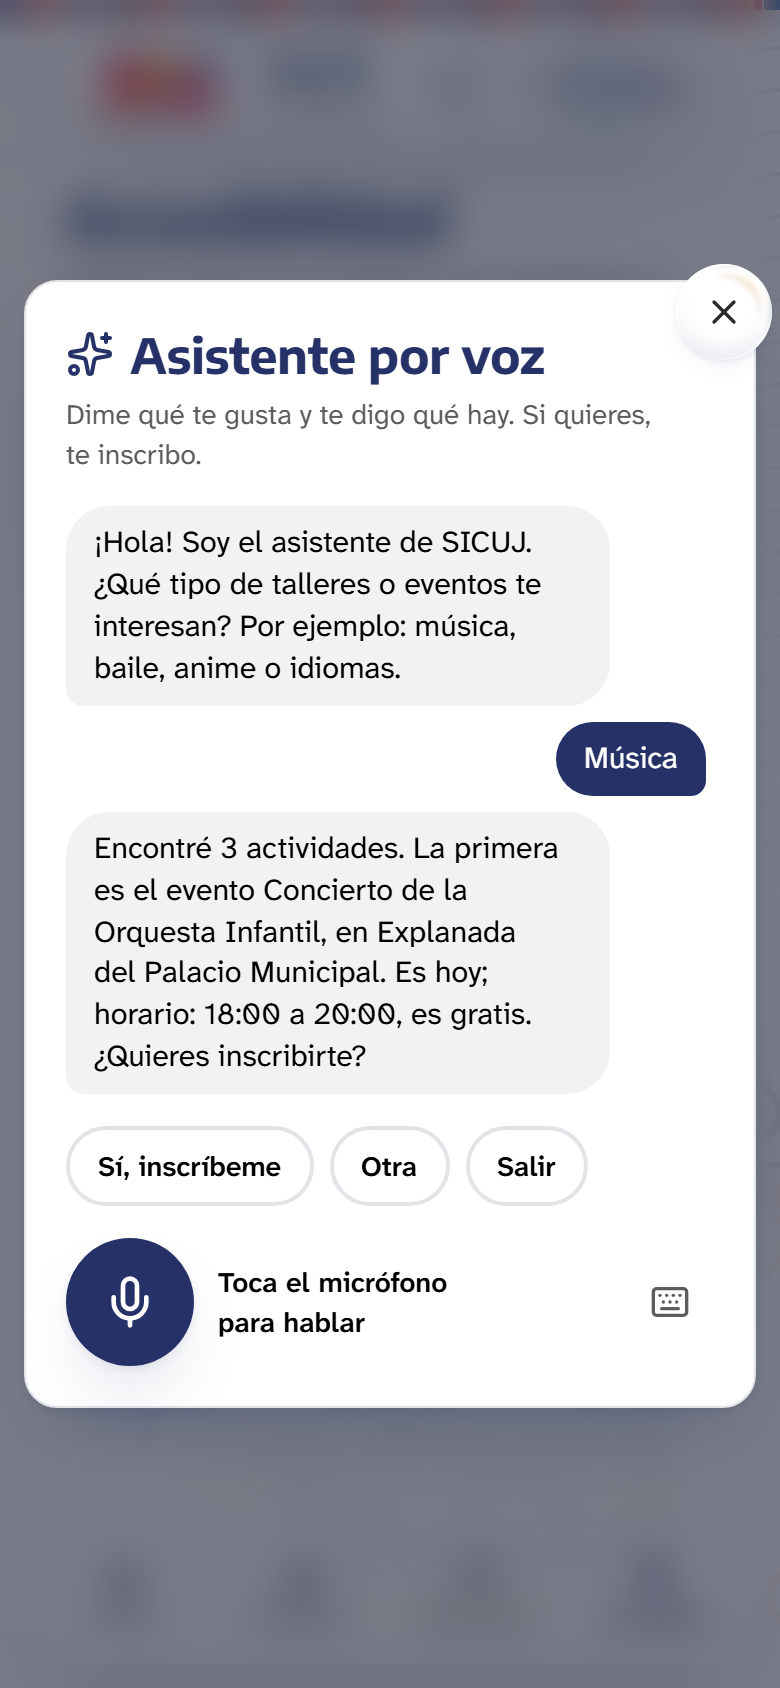 Asistente por voz
Dime qué te gusta y te digo qué hay. Si quieres,
te inscribo.
¡Hola! Soy el asistente de SICUJ.
¿Qué tipo de talleres o eventos te
interesan? Por ejemplo: música,
baile, anime o idiomas.
Música
Encontré 3 actividades. La primera
es el evento Concierto de la
Orquesta Infantil, en Explanada
del Palacio Municipal. Es hoy;
horario: 18:00 a 20:00, es gratis.
¿Quieres inscribirte?
Sí, inscríbeme
Otra
Salir
Toca el micrófono
para hablar